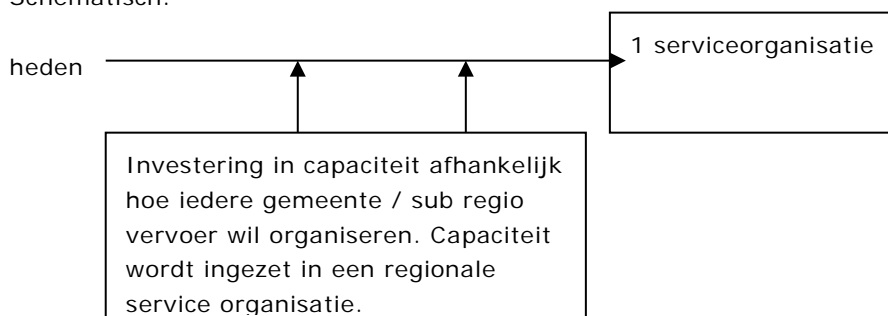 Schematisch:
1 serviceorganisatie
heden
Investering in capaciteit afhankelijk
hoe iedere gemeente / sub regio
vervoer wil organiseren. Capaciteit
wordt ingezet in een regionale
service organisatie.